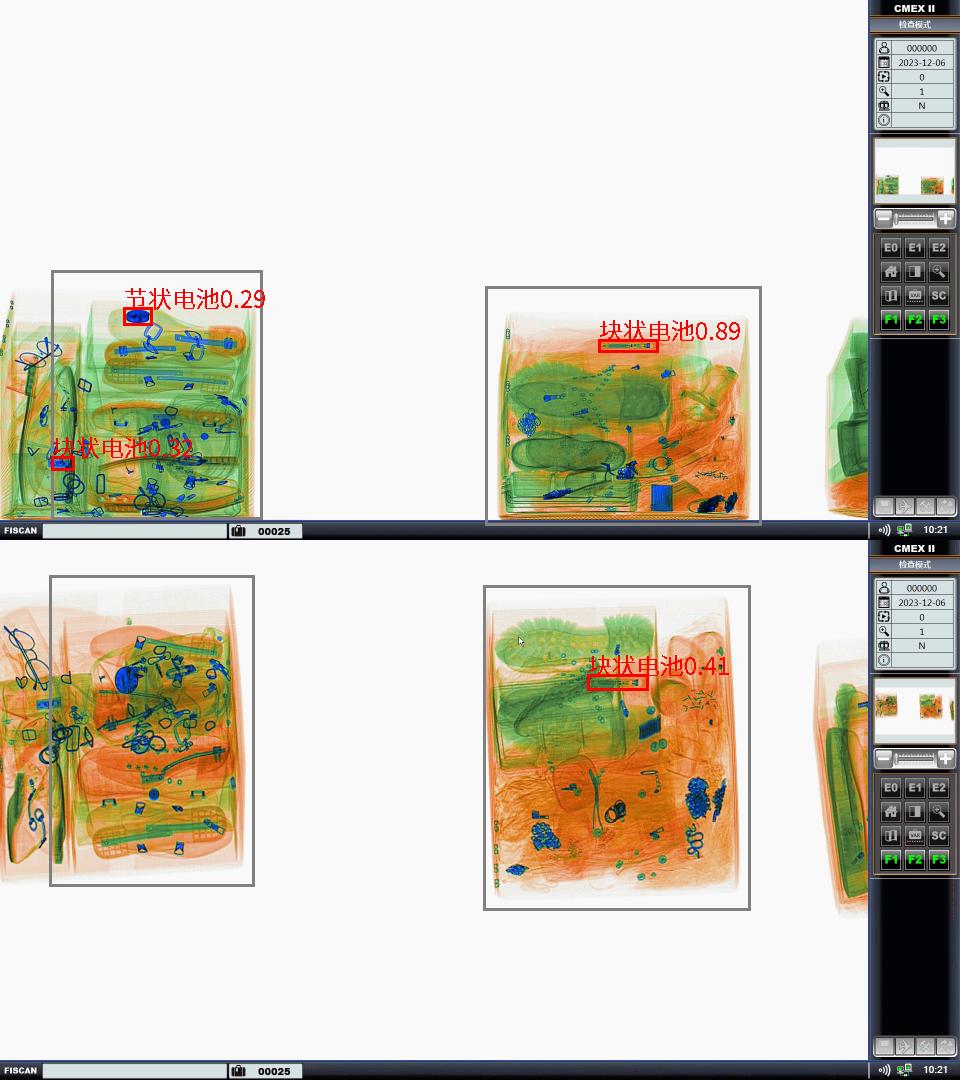 CMEX II
检查模式
000000
2023-12-06
0
1
N
E0 E1 E2
VAR SC
F1 F2 F3
节状电池0.29
块状电池0.32
块状电池0.89
FISCAN
00025
10:21
CMEX II
检查模式
000000
2023-12-06
0
1
N
E0 E1 E2
VAR SC
F1 F2 F3
块状电池0.41
FISCAN
00025
10:21